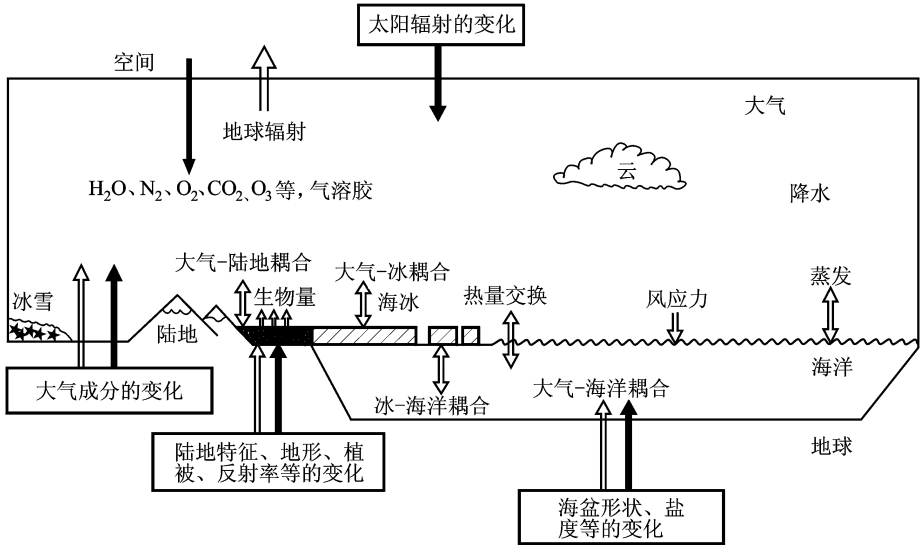 太阳辐射的变化
空间
大气
地球辐射
云
H₂O、N₂、O₂、CO₂、O₃等，气溶胶
降水
大气-陆地耦合
大气-冰耦合
冰雪
生物量
海冰
热量交换
风应力
蒸发
陆地
海洋
大气成分的变化
冰-海洋耦合
大气-海洋耦合
陆地特征、地形、植
被、反射率等的变化
地球
海盆形状、盐
度等的变化